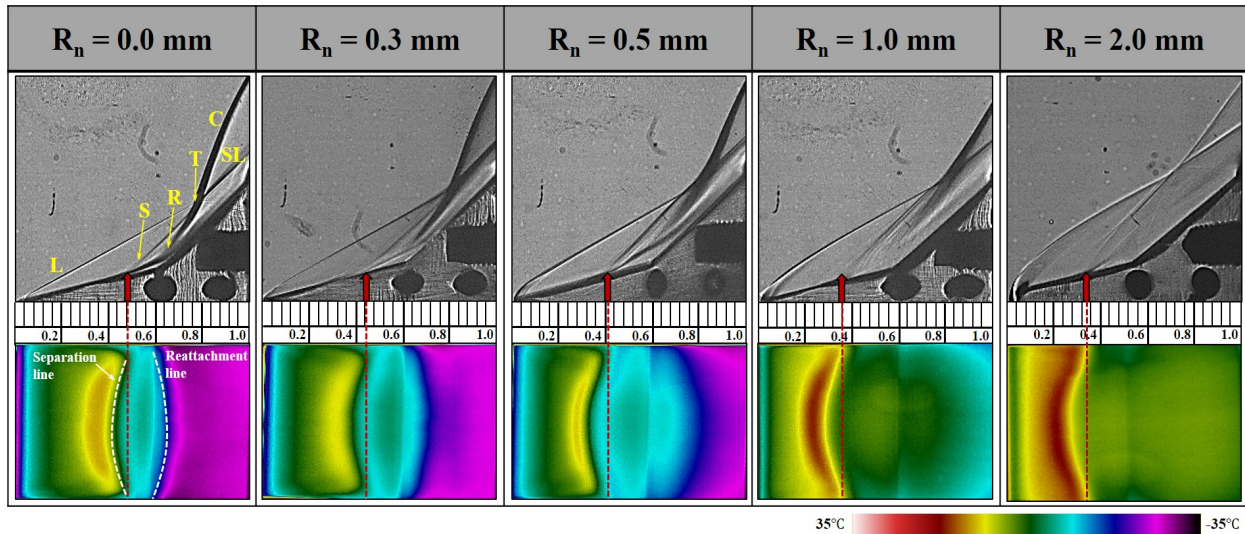 Rₙ = 0.0 mm
Rₙ = 0.3 mm
Rₙ = 0.5 mm
Rₙ = 1.0 mm
Rₙ = 2.0 mm
C
SL
T
R
S
L
0.2 0.4 0.6 0.8 1.0
0.2 0.4 0.6 0.8 1.0
0.2 0.4 0.6 0.8 1.0
0.2 0.4 0.6 0.8 1.0
0.2 0.4 0.6 0.8 1.0
Separation
line
Reattachment
line
35℃
-35℃